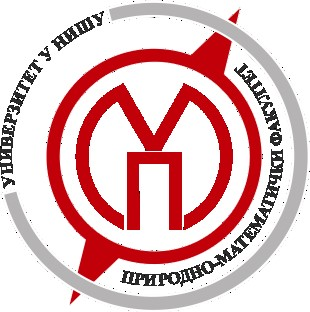 УНИВЕРЗИТЕТ У НИШУ
ПРИРОДНО-МАТЕМАТИЧКИ ФАКУЛТЕТ